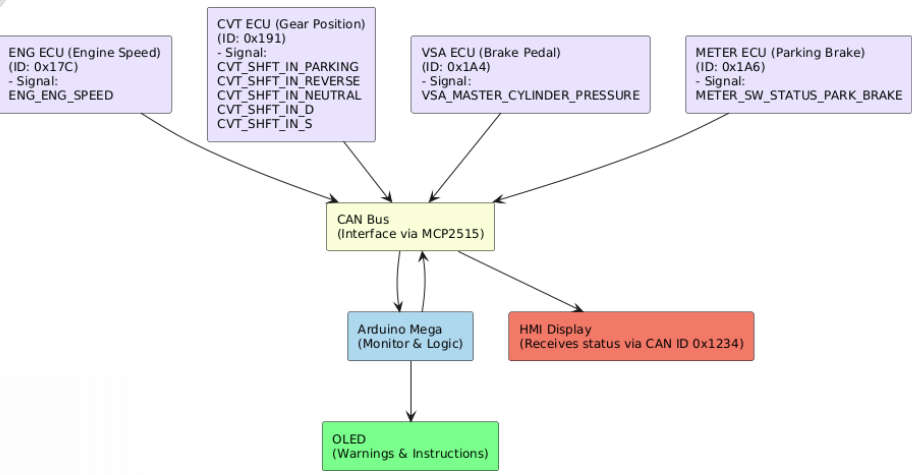 ENG ECU (Engine Speed)
(ID: 0x17C)
- Signal:
ENG_ENG_SPEED
CVT ECU (Gear Position)
(ID: 0x191)
- Signal:
CVT_SHFT_IN_PARKING
CVT_SHFT_IN_REVERSE
CVT_SHFT_IN_NEUTRAL
CVT_SHFT_IN_D
CVT_SHFT_IN_S
VSA ECU (Brake Pedal)
(ID: 0x1A4)
- Signal:
VSA_MASTER_CYLINDER_PRESSURE
METER ECU (Parking Brake)
(ID: 0x1A6)
- Signal:
METER_SW_STATUS_PARK_BRAKE
CAN Bus
(Interface via MCP2515)
Arduino Mega
(Monitor & Logic)
HMI Display
(Receives status via CAN ID 0x1234)
OLED
(Warnings & Instructions)